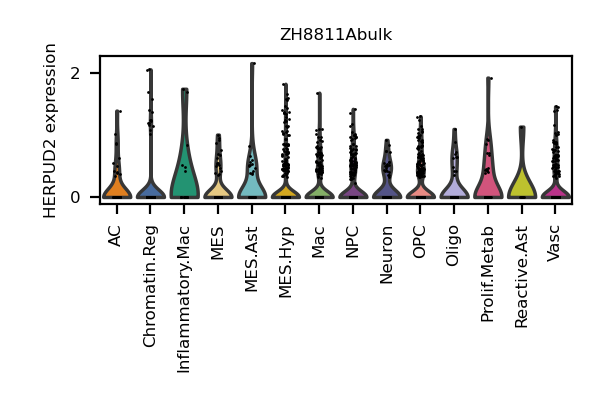 ZH8811Abulk
HERPUD2 expression
2
0
AC
Chromatin.Reg
Inflammatory.Mac
MES
MES.Ast
MES.Hyp
Mac
NPC
Neuron
OPC
Oligo
Prolif.Metab
Reactive.Ast
Vasc